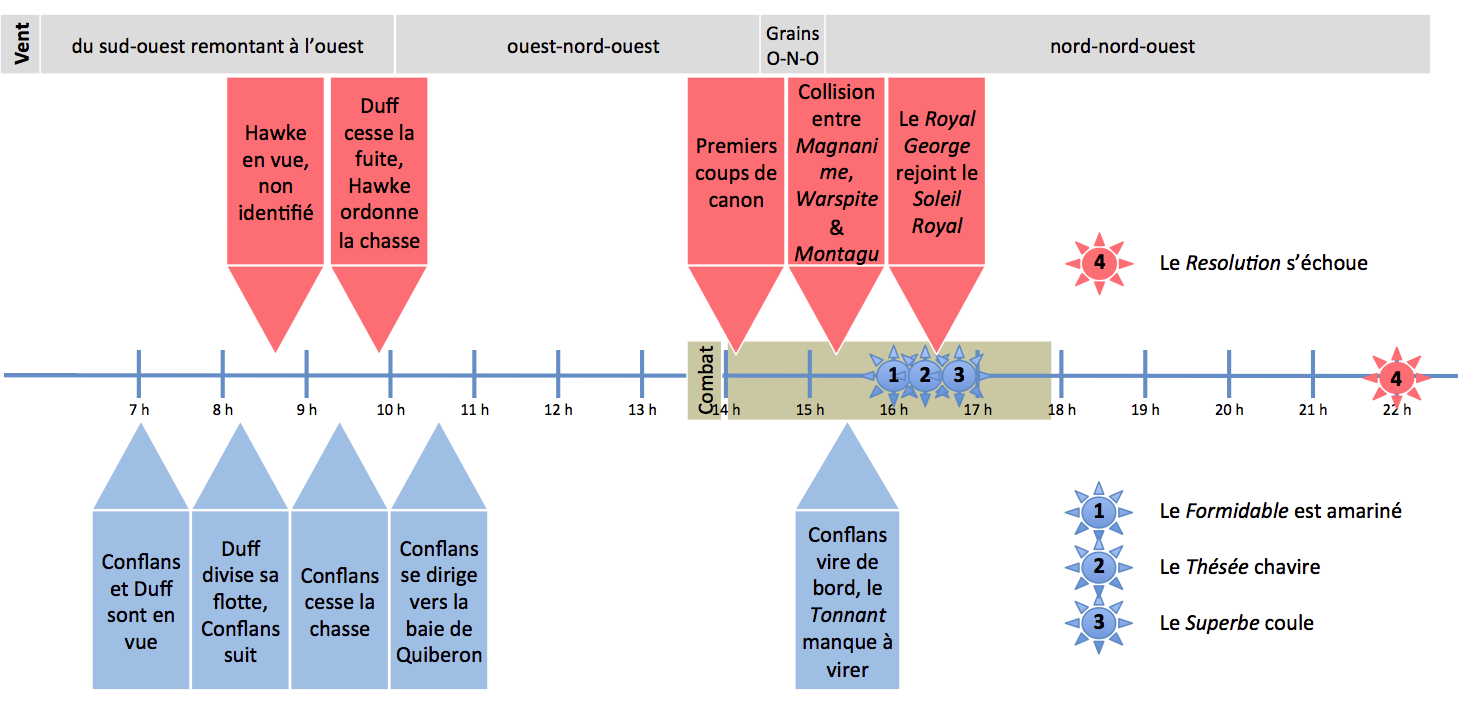 Vent
du sud-ouest remontant à l’ouest
ouest-nord-ouest
Grains
O-N-O
nord-nord-ouest
Hawke
en vue,
non
identifié
Duff
cesse la
fuite,
Hawke
ordonne
la chasse
Premiers
coups de
canon
Collision
entre
Magnani
me,
Warspite
&
Montagu
Le Royal
George
rejoint le
Soleil
Royal
4
Le Resolution s’échoue
Combat
1
2
3
4
7 h
8 h
9 h
10 h
11 h
12 h
13 h
14 h
15 h
16 h
17 h
18 h
19 h
20 h
21 h
22 h
Conflans
et Duff
sont en
vue
Duff
divise sa
flotte,
Conflans
suit
Conflans
cesse la
chasse
Conflans
se dirige
vers la
baie de
Quiberon
Conflans
vire de
bord, le
Tonnant
manque à
virer
1
Le Formidable est amariné
2
Le Thésée chavire
3
Le Superbe coule